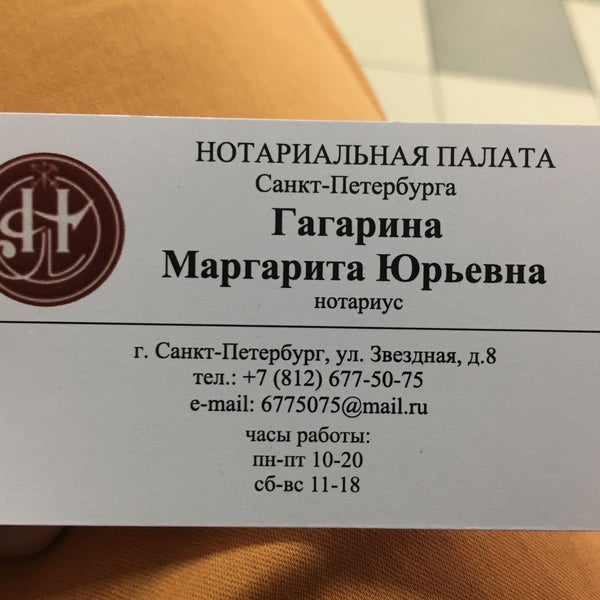 НОТАРИАЛЬНАЯ ПАЛАТА
Санкт-Петербурга
Гагарина
Маргарита Юрьевна
нотариус
г. Санкт-Петербург, ул. Звездная, д.8
тел.: +7 (812) 677-50-75
e-mail: 6775075@mail.ru
часы работы:
пн-пт 10-20
сб-вс 11-18